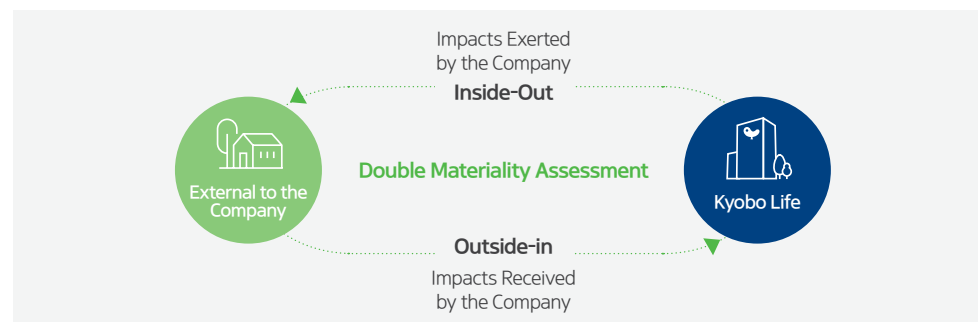 Impacts Exerted
by the Company
Inside-Out
External to the
Company
Double Materiality Assessment
Kyobo Life
Outside-in
Impacts Received
by the Company